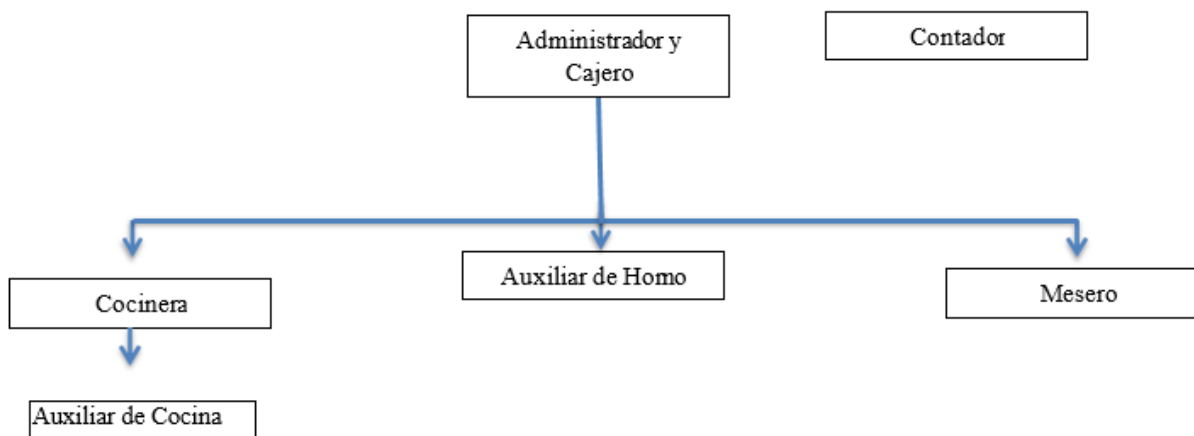 Administrador y
Cajero
Contador
Cocinera
Auxiliar de Horno
Mesero
Auxiliar de Cocina